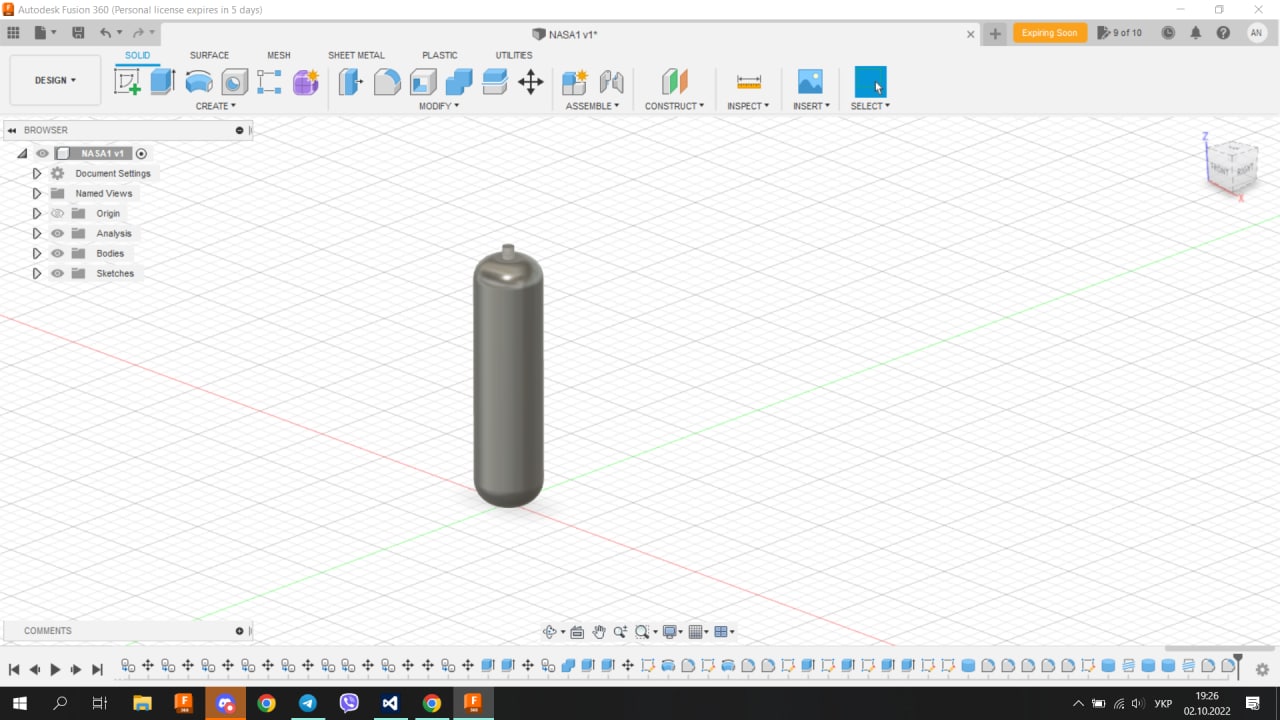 Autodesk Fusion 360 (Personal license expires in 5 days)
NASA1 v1*
Expiring Soon
9 of 10
AN
DESIGN
SOLID
SURFACE
MESH
SHEET METAL
PLASTIC
UTILITIES
CREATE
MODIFY
ASSEMBLE
CONSTRUCT
INSPECT
INSERT
SELECT
BROWSER
NASA1 v1
Document Settings
Named Views
Origin
Analysis
Bodies
Sketches
Z
FRONT
RIGHT
X
COMMENTS
УКР
19:26
02.10.2022